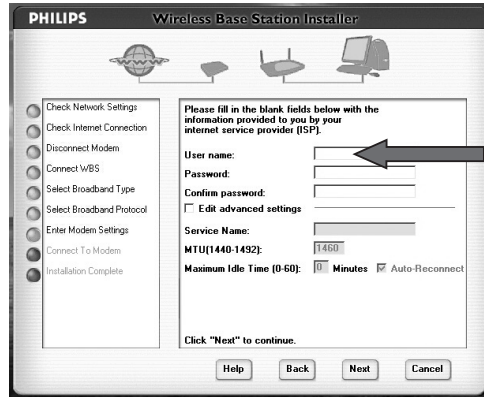 PHILIPS Wireless Base Station Installer
Check Network Settings
Check Internet Connection
Disconnect Modem
Connect WBS
Select Broadband Type
Select Broadband Protocol
Enter Modem Settings
Connect To Modem
Installation Complete
Please fill in the blank fields below with the
information provided to you by your
internet service provider (ISP).
User name:
Password:
Confirm password:
Edit advanced settings
Service Name:
MTU(1440-1492): 1460
Maximum Idle Time (0-60): 0 Minutes Auto-Reconnect
Click "Next" to continue.
Help Back Next Cancel